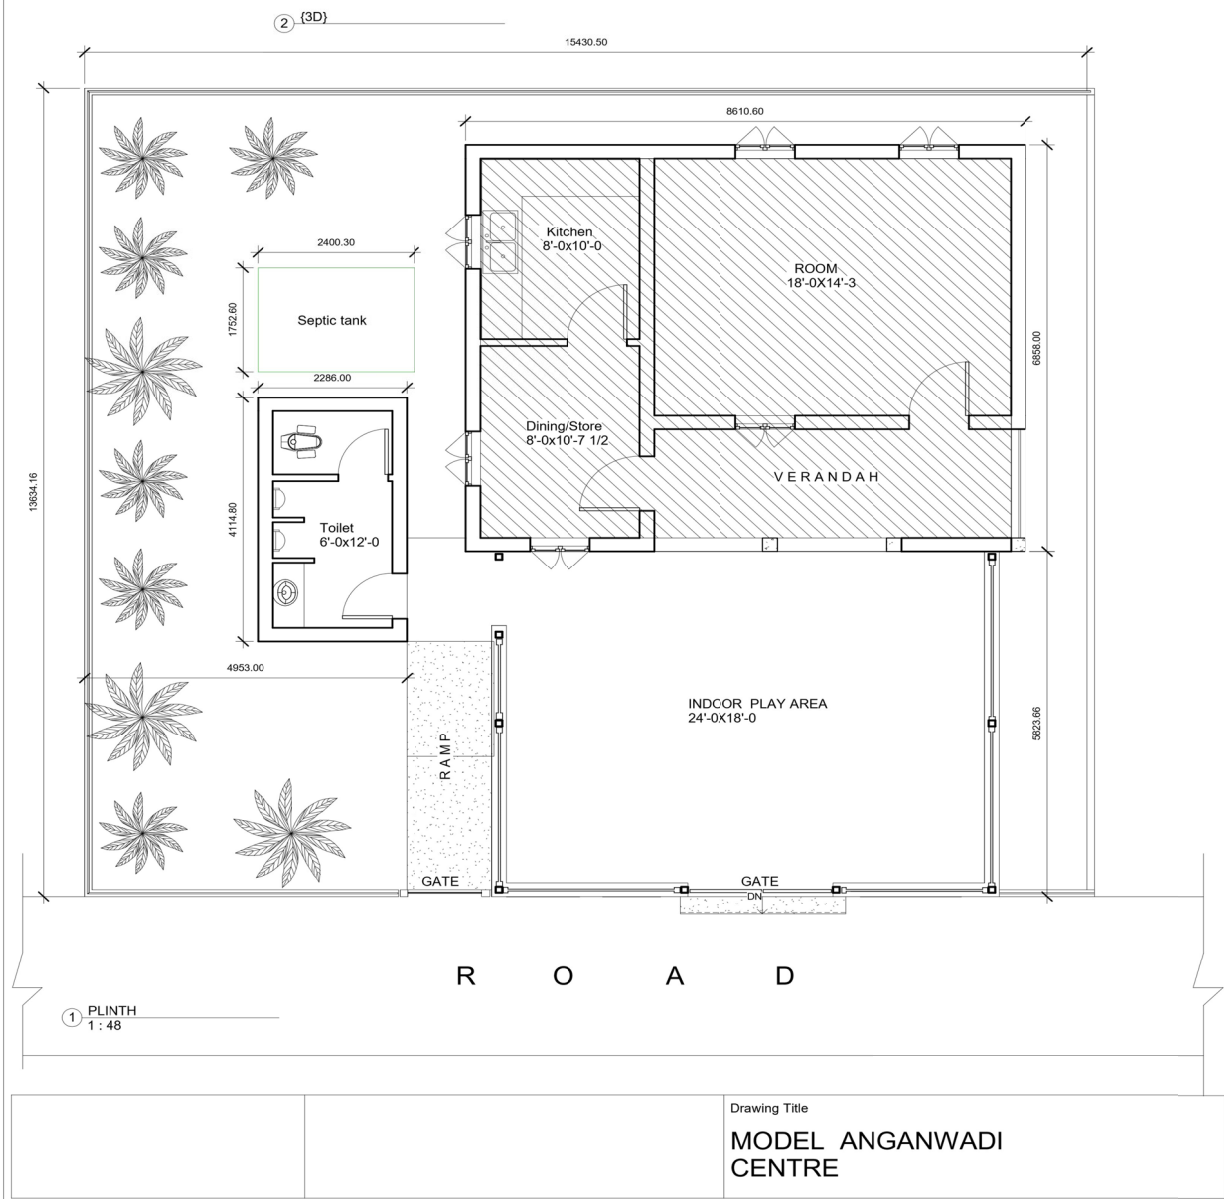 2 {3D}
15430.50
8610.60
2400.30
Kitchen
8'-0x10'-0
ROOM
18'-0X14'-3
1752.60
Septic tank
6858.00
2286.00
Dining/Store
8'-0x10'-7 1/2
VERANDAH
13634.16
4114.80
Toilet
6'-0x12'-0
4953.00
INDOOR PLAY AREA
24'-0X18'-0
5823.66
RAMP
GATE
GATE
DN
ROAD
1 PLINTH
1 : 48
Drawing Title
MODEL ANGANWADI
CENTRE